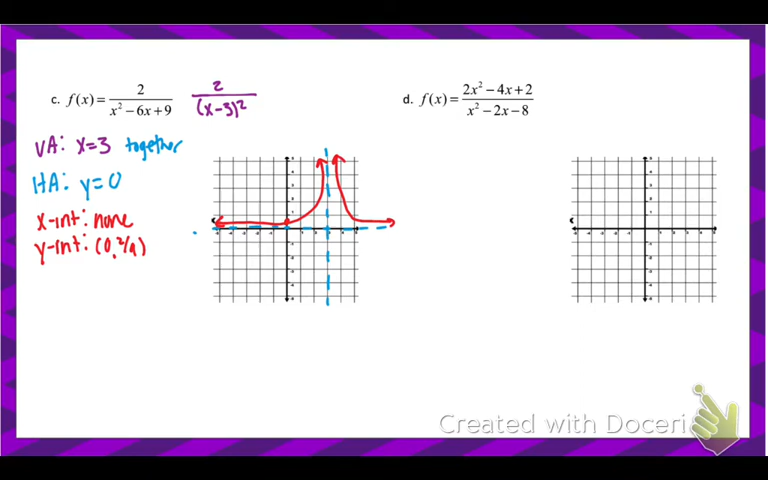 c. f(x) = 2 / (x² − 6x + 9)
2 / (x−3)²
VA: x=3 together
HA: y=0
x-int: none
y-int: (0, 2/9)
d. f(x) = (2x² − 4x + 2) / (x² − 2x − 8)
Created with Doceri